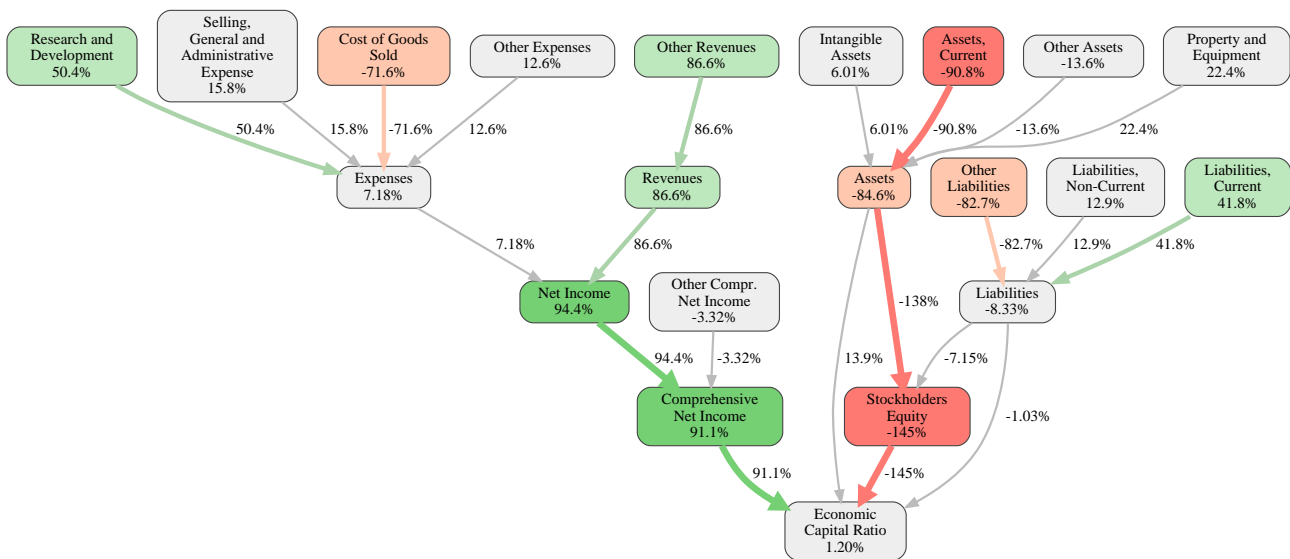 Research and
Development
50.4%
Selling,
General and
Administrative
Expense
15.8%
Cost of Goods
Sold
-71.6%
Other Expenses
12.6%
Other Revenues
86.6%
Intangible
Assets
6.01%
Assets,
Current
-90.8%
Other Assets
-13.6%
Property and
Equipment
22.4%
50.4%
15.8%
-71.6%
12.6%
86.6%
6.01%
-90.8%
-13.6%
22.4%
Expenses
7.18%
Revenues
86.6%
Assets
-84.6%
Other
Liabilities
-82.7%
Liabilities,
Non-Current
12.9%
Liabilities,
Current
41.8%
7.18%
86.6%
-82.7%
12.9%
41.8%
Net Income
94.4%
Other Compr.
Net Income
-3.32%
-138%
Liabilities
-8.33%
94.4%
-3.32%
13.9%
-7.15%
Comprehensive
Net Income
91.1%
Stockholders
Equity
-145%
-1.03%
91.1%
-145%
Economic
Capital Ratio
1.20%